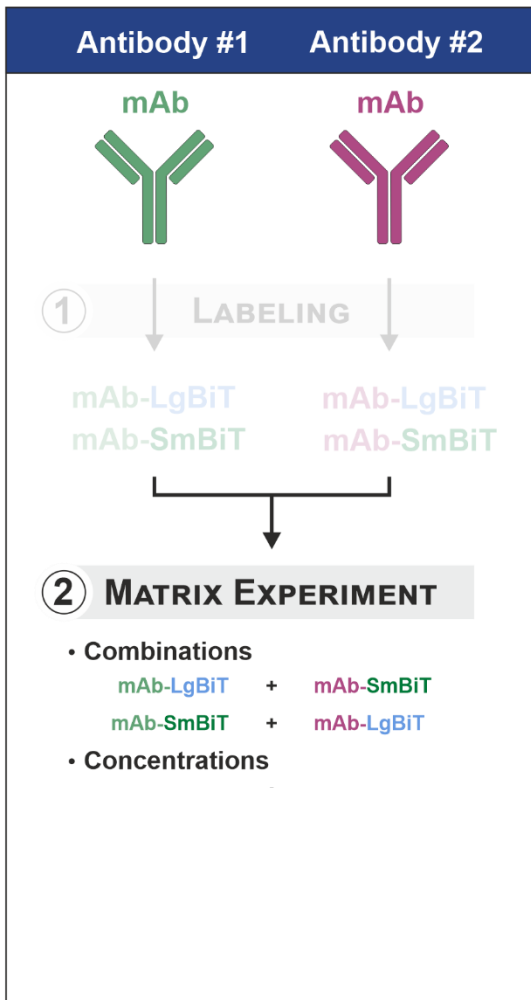 Antibody #1 Antibody #2
mAb mAb
1 LABELING
mAb-LgBiT mAb-LgBiT
mAb-SmBiT mAb-SmBiT
2 MATRIX EXPERIMENT
• Combinations
mAb-LgBiT + mAb-SmBiT
mAb-SmBiT + mAb-LgBiT
• Concentrations